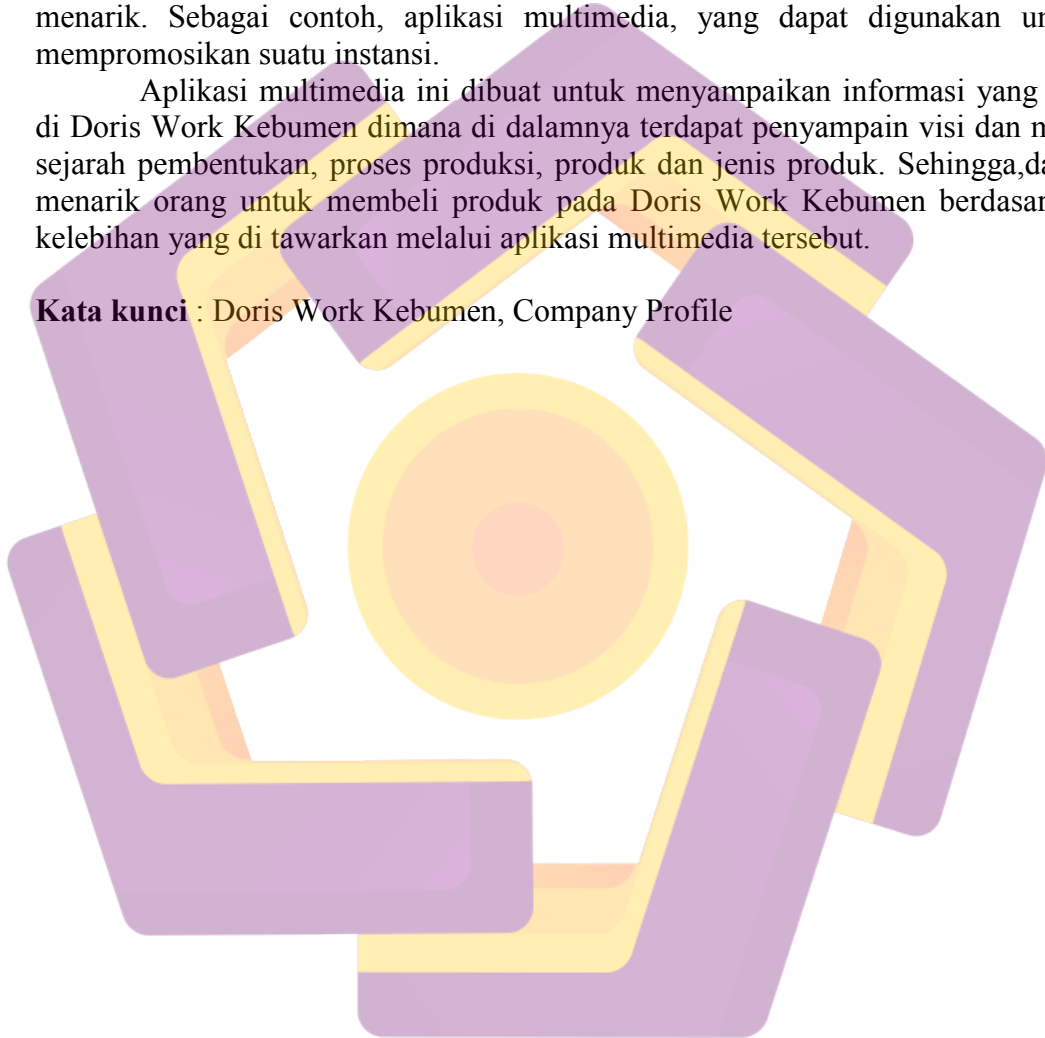 menarik. Sebagai contoh, aplikasi multimedia, yang dapat digunakan
mempromosikan suatu instansi.
Aplikasi multimedia ini dibuat untuk menyampaikan informasi yang
di Doris Work Kebumen dimana di dalamnya terdapat penyampain visi dan
sejarah pembentukan, proses produksi, produk dan jenis produk. Sehingga,
menarik orang untuk membeli produk pada Doris Work Kebumen
kelebihan yang di tawarkan melalui aplikasi multimedia tersebut.
Kata kunci : Doris Work Kebumen, Company Profile